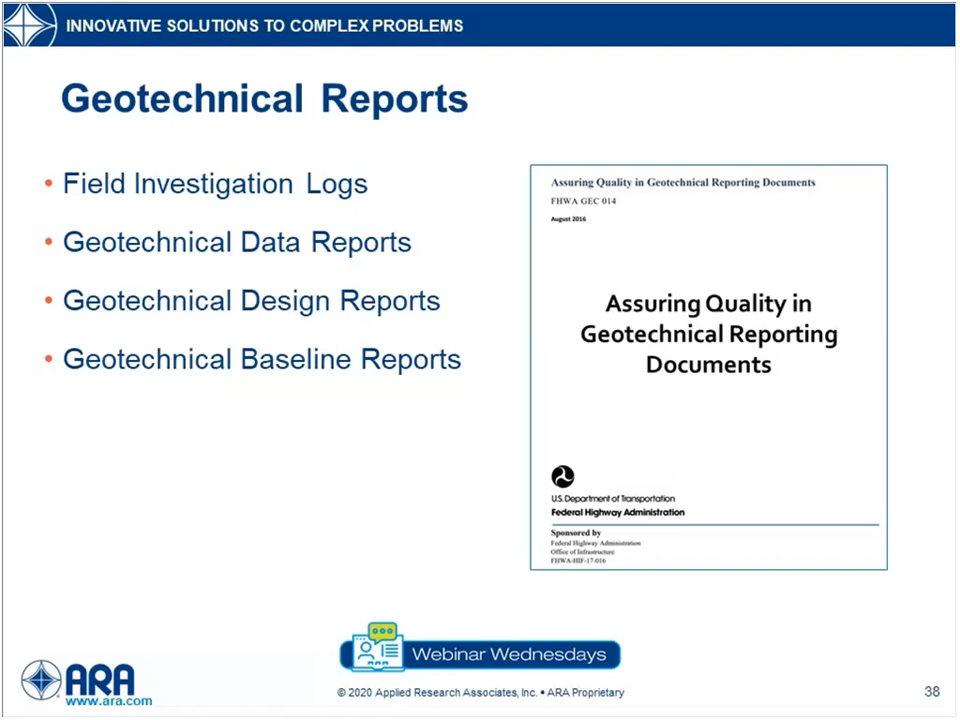 INNOVATIVE SOLUTIONS TO COMPLEX PROBLEMS
Geotechnical Reports
• Field Investigation Logs
• Geotechnical Data Reports
• Geotechnical Design Reports
• Geotechnical Baseline Reports
Assuring Quality in Geotechnical Reporting Documents
FHWA GEC 014
August 2016
Assuring Quality in
Geotechnical Reporting
Documents
U.S. Department of Transportation
Federal Highway Administration
Sponsored by
Federal Highway Administration
Office of Infrastructure
FHWA-HIF-17-016
ARA
Webinar Wednesdays
ARA
www.ara.com
© 2020 Applied Research Associates, Inc. • ARA Proprietary
38